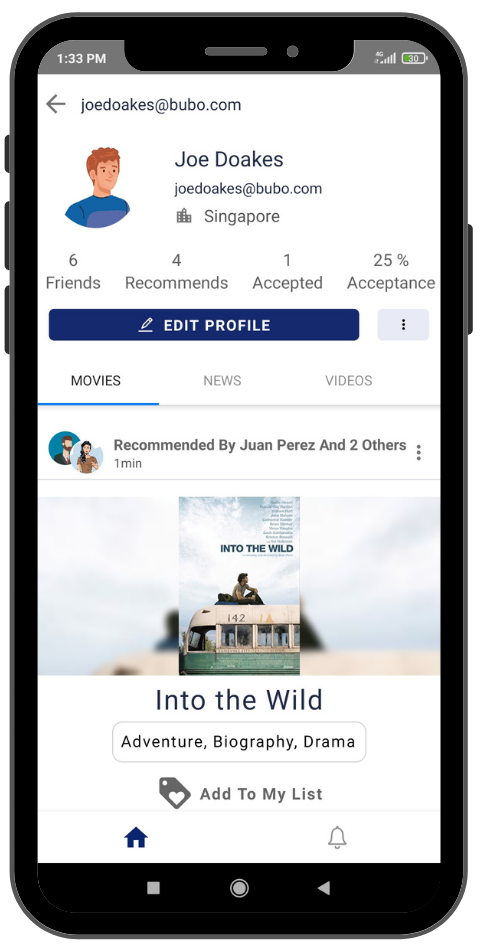 1:33 PM
4G
30
joedoakes@bubo.com
Joe Doakes
joedoakes@bubo.com
Singapore
6 4 1 25 %
Friends Recommends Accepted Acceptance
EDIT PROFILE
MOVIES NEWS VIDEOS
Recommended By Juan Perez And 2 Others
1min
INTO THE WILD
142
Into the Wild
Adventure, Biography, Drama
Add To My List